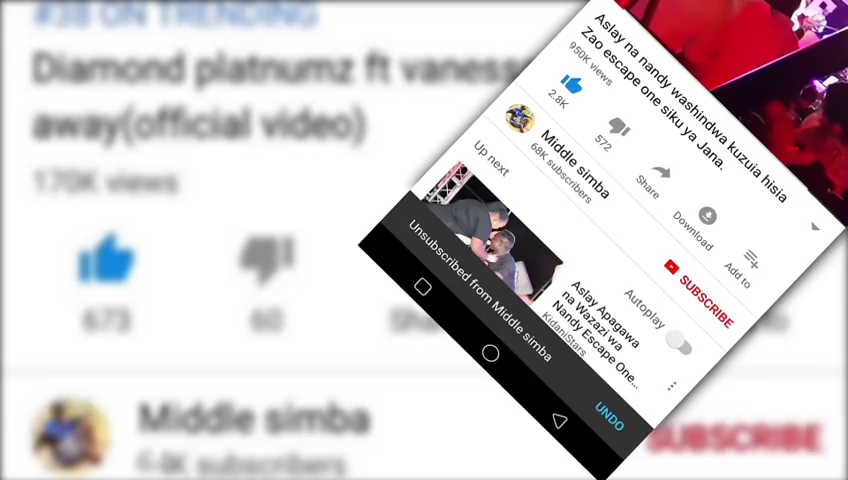 #38 ON TRENDING
Diamond platnumz ft vaness
away(official video)
170K views
673
60
Middle simba
subscribers
SUBSCRIBE
Aslay na nandy washindwa kuzuia hisia
Zao escape one siku ya Jana.
950K views
2.8K
572
Share
Download
Add to
Middle simba
68K subscribers
SUBSCRIBE
Up next
Autoplay
Aslay Apagawa
na Wazazi wa
Nandy Escape One...
KidaniStars
Unsubscribed from Middle simba
UNDO